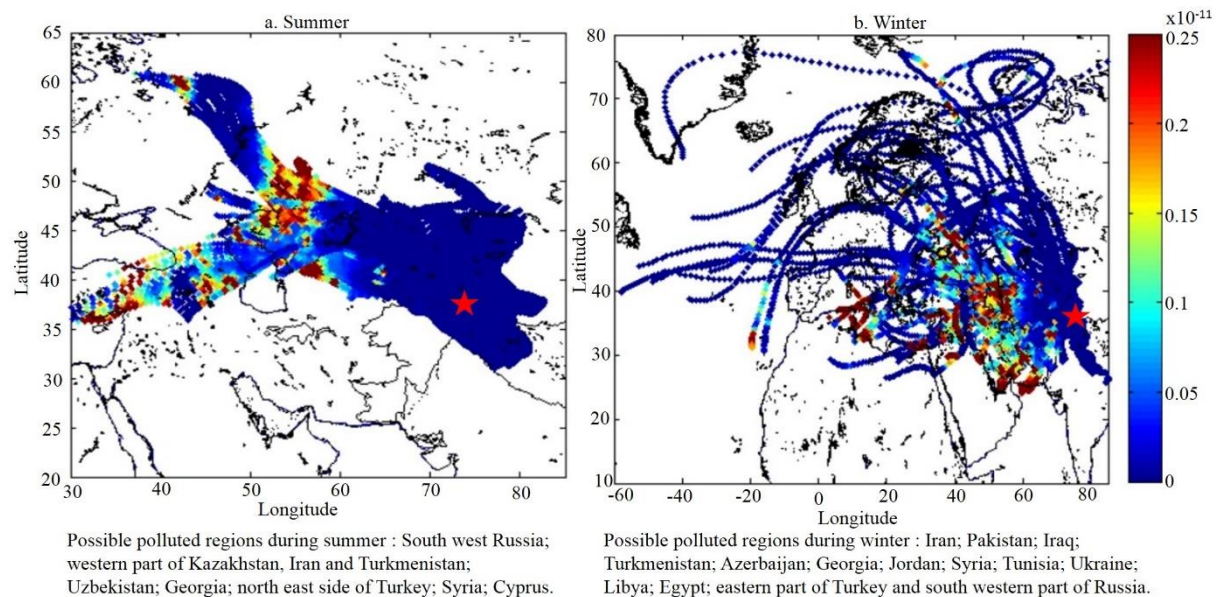 a. Summer
65
60
55
50
45
40
35
30
25
20
Latitude
30 40 50 60 70 80
Longitude
b. Winter
80
70
60
50
40
30
20
10
Latitude
-60 -40 -20 0 20 40 60 80
Longitude
x10⁻¹¹
0.25
0.2
0.15
0.11
0.05
0
Possible polluted regions during summer : South west Russia;
western part of Kazakhstan, Iran and Turkmenistan;
Uzbekistan; Georgia; north east side of Turkey; Syria; Cyprus.
Possible polluted regions during winter : Iran; Pakistan; Iraq;
Turkmenistan; Azerbaijan; Georgia; Jordan; Syria; Tunisia; Ukraine;
Libya; Egypt; eastern part of Turkey and south western part of Russia.